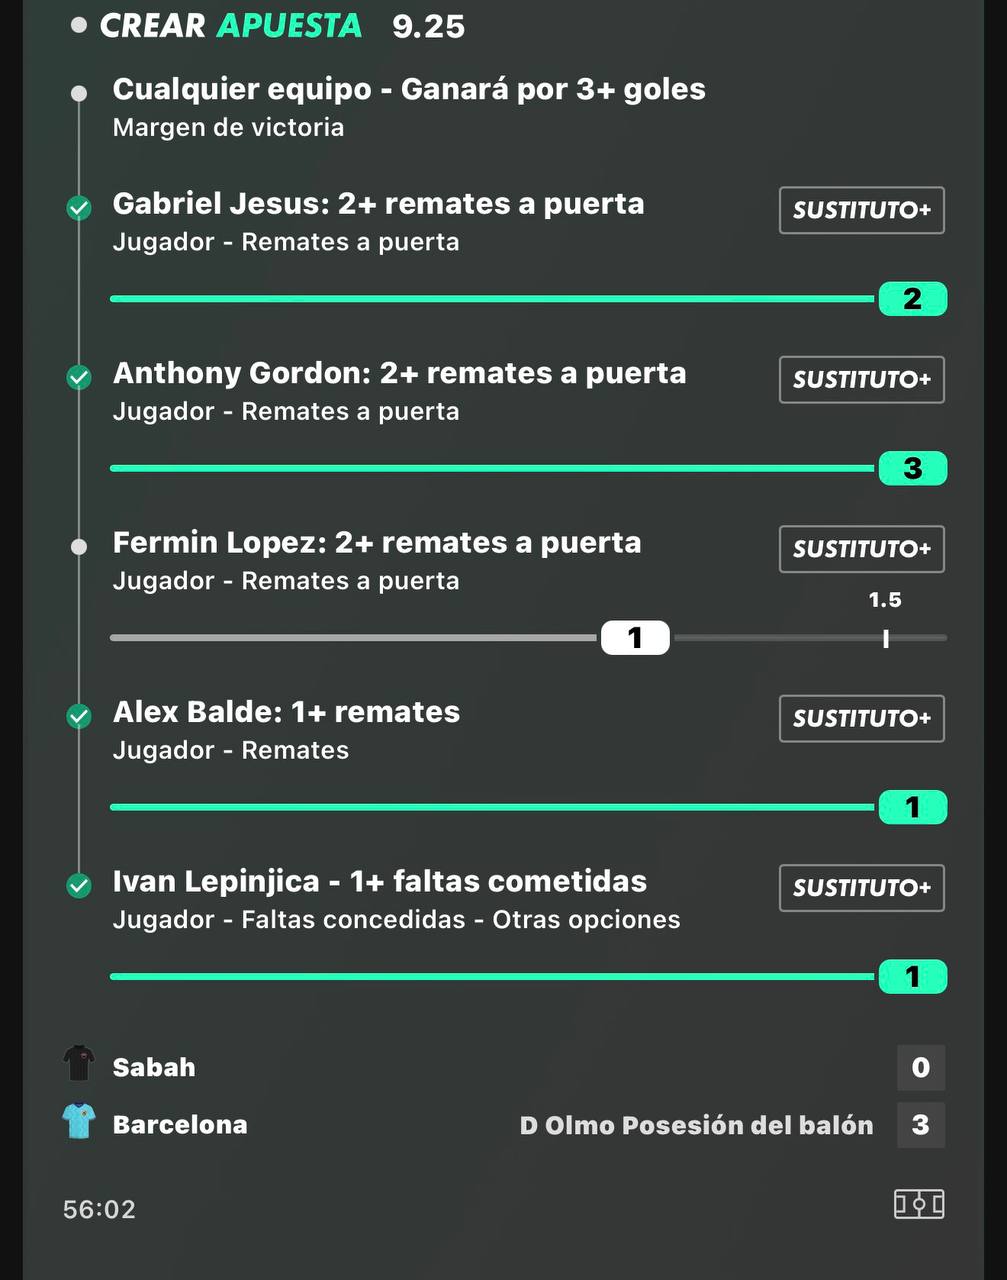 CREAR APUESTA 9.25
Cualquier equipo - Ganará por 3+ goles
Margen de victoria
Gabriel Jesus: 2+ remates a puerta
SUSTITUTO+
Jugador - Remates a puerta
2
Anthony Gordon: 2+ remates a puerta
SUSTITUTO+
Jugador - Remates a puerta
3
Fermin Lopez: 2+ remates a puerta
SUSTITUTO+
Jugador - Remates a puerta
1.5
1
Alex Balde: 1+ remates
SUSTITUTO+
Jugador - Remates
1
Ivan Lepinjica - 1+ faltas cometidas
SUSTITUTO+
Jugador - Faltas concedidas - Otras opciones
1
Sabah 0
Barcelona D Olmo Posesión del balón 3
56:02